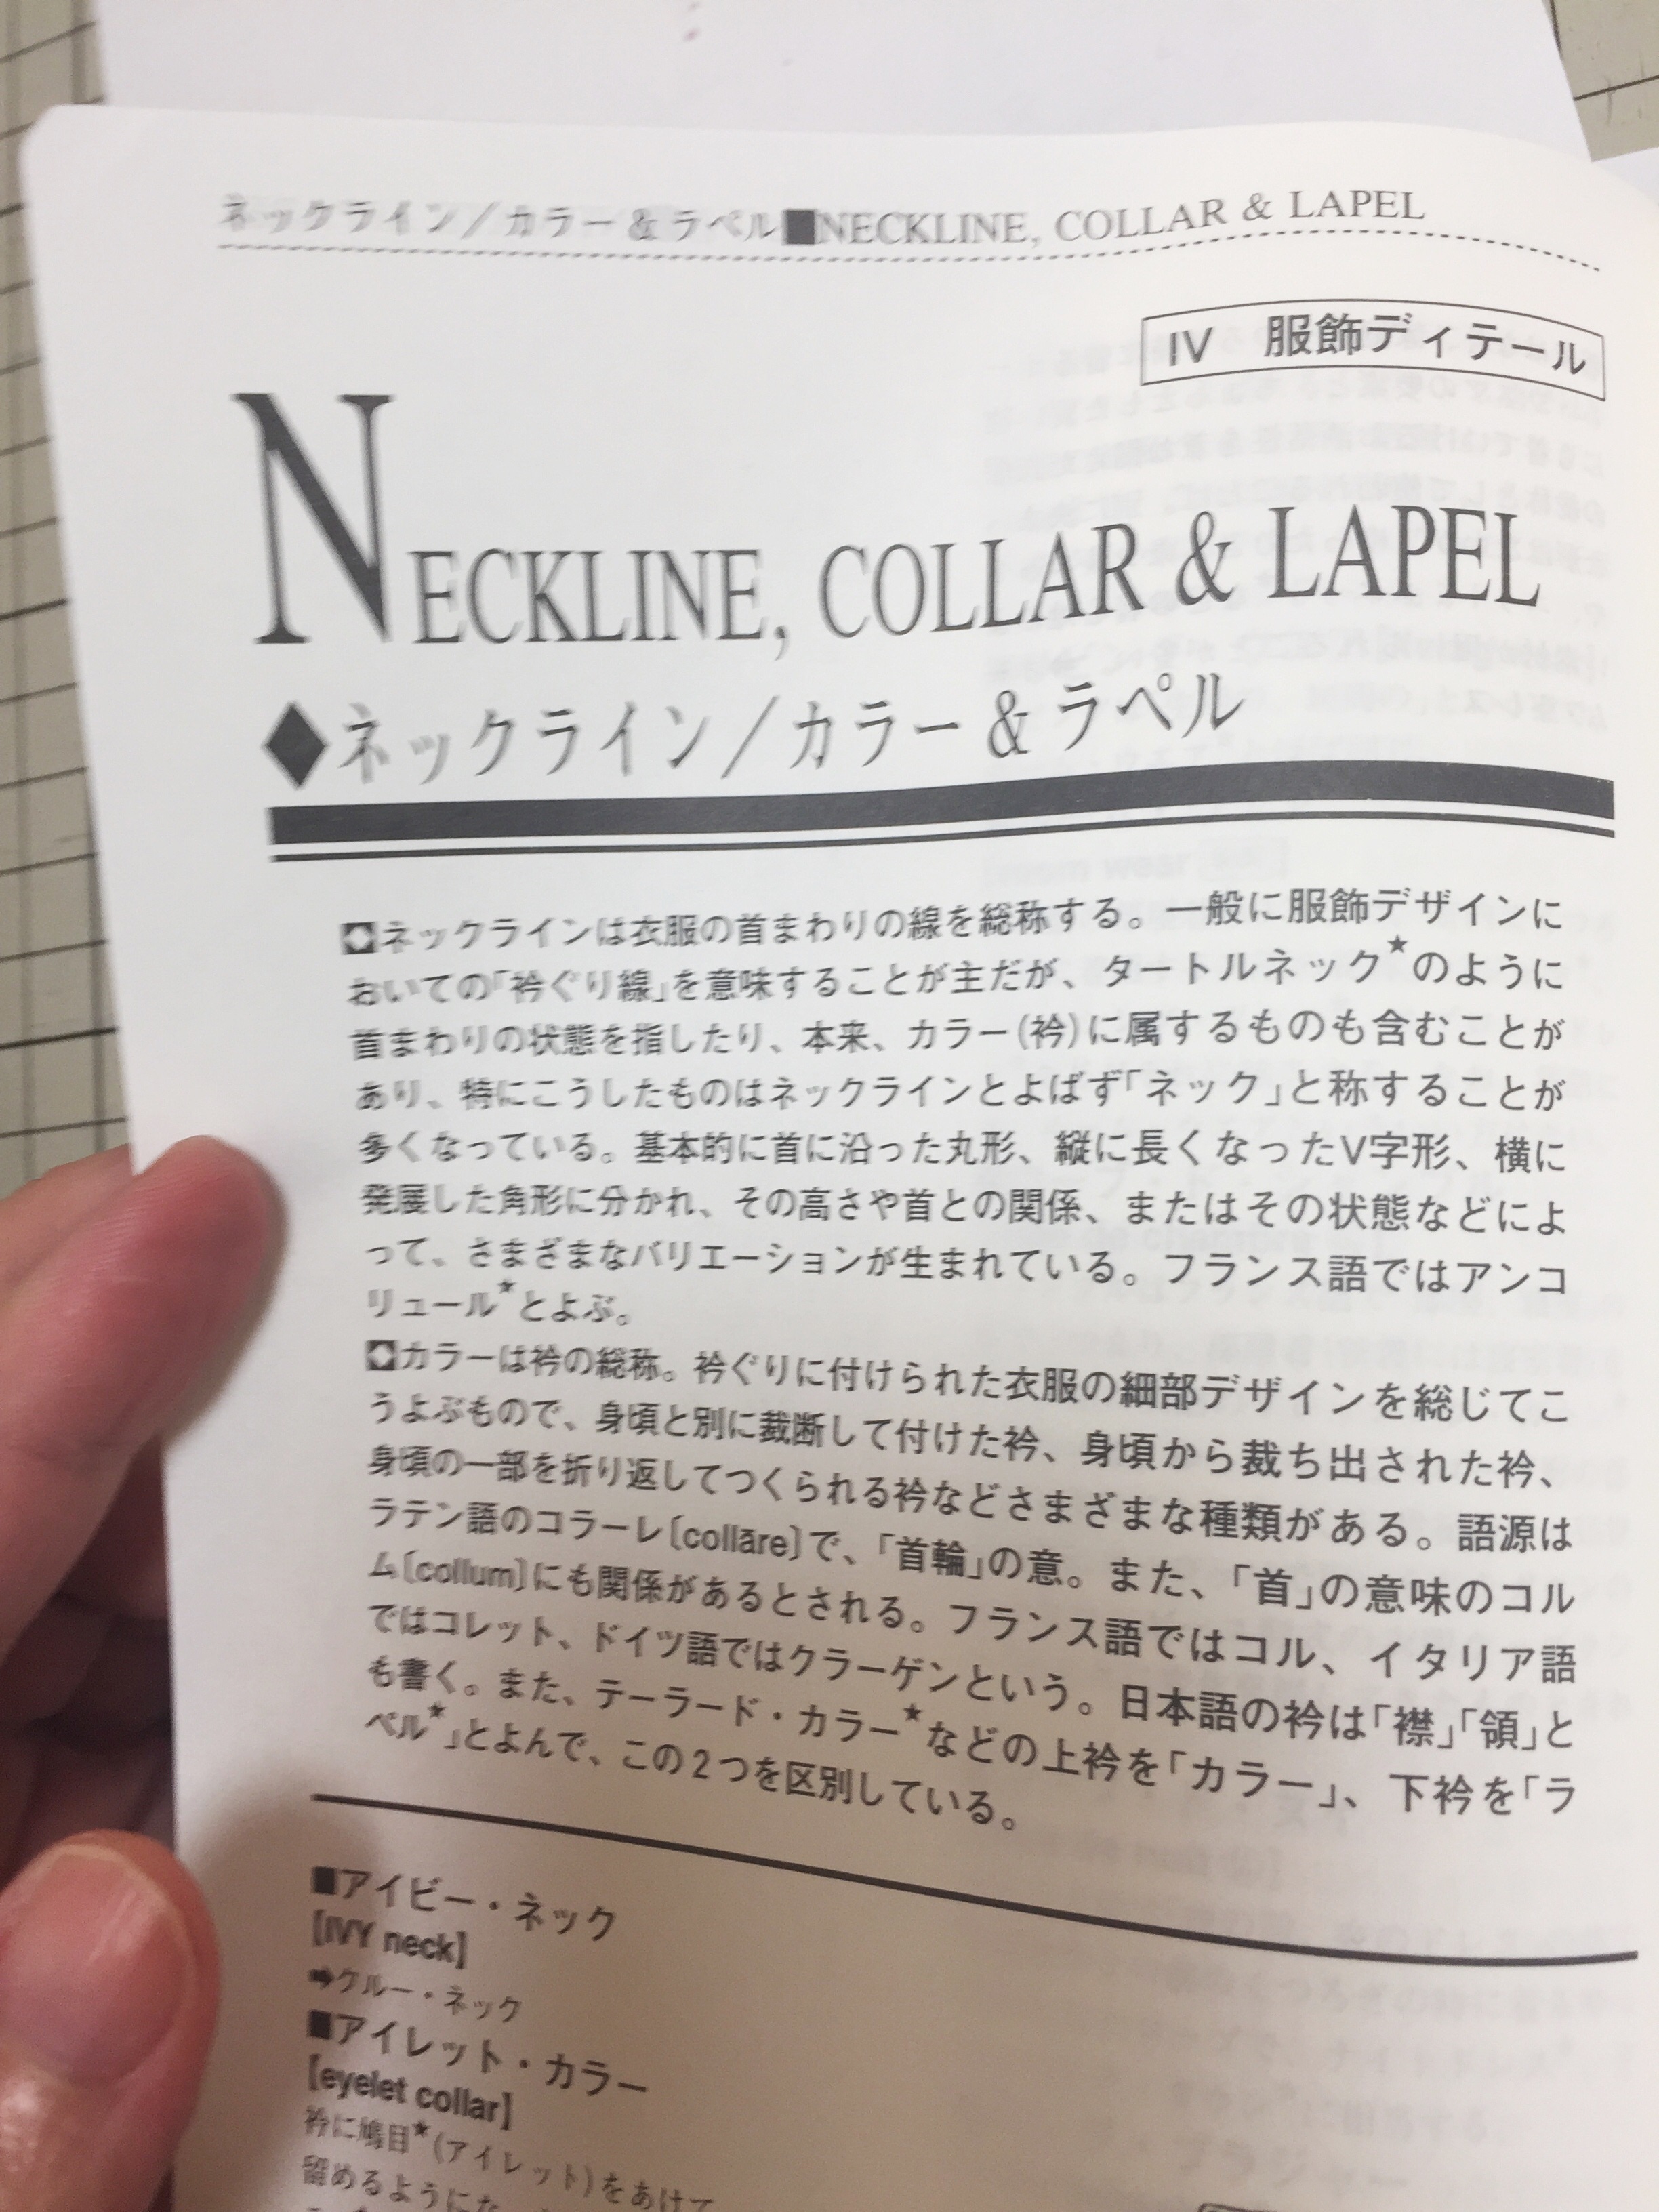 ネックライン／カラー&ラペル■NECKLINE, COLLAR & LAPEL
IV 服飾ディテール
NECKLINE, COLLAR & LAPEL
◆ネックライン／カラー&ラペル
ネックラインは衣服の首まわりの線を総称する。一般に服飾デザインに
おいての「衿ぐり線」を意味することが主だが、タートルネック★のように
首まわりの状態を指したり、本来、カラー(衿)に属するものも含むことが
あり、特にこうしたものはネックラインとよばず「ネック」と称することが
多くなっている。基本的に首に沿った丸形、縦に長くなったV字形、横に
発展した角形に分かれ、その高さや首との関係、またはその状態などによ
って、さまざまなバリエーションが生まれている。フランス語ではアンコ
リュール★とよぶ。
カラーは衿の総称。衿ぐりに付けられた衣服の細部デザインを総じてこ
うよぶもので、身頃と別に裁断して付けた衿、身頃から裁ち出された衿、
身頃の一部を折り返してつくられる衿などさまざまな種類がある。語源は
ラテン語のコラーレ〔collāre〕で、「首輪」の意。また、「首」の意味のコル
ム〔collum〕にも関係があるとされる。フランス語ではコル、イタリア語
ではコレット、ドイツ語ではクラーゲンという。日本語の衿は「襟」「領」と
も書く。また、テーラード・カラー★などの上衿を「カラー」、下衿を「ラ
ペル★」とよんで、この2つを区別している。
■アイビー・ネック
【IVY neck】
➡クルー・ネック
■アイレット・カラー
【eyelet collar】
衿に鳩目★(アイレット)をあけて
留めるようにな